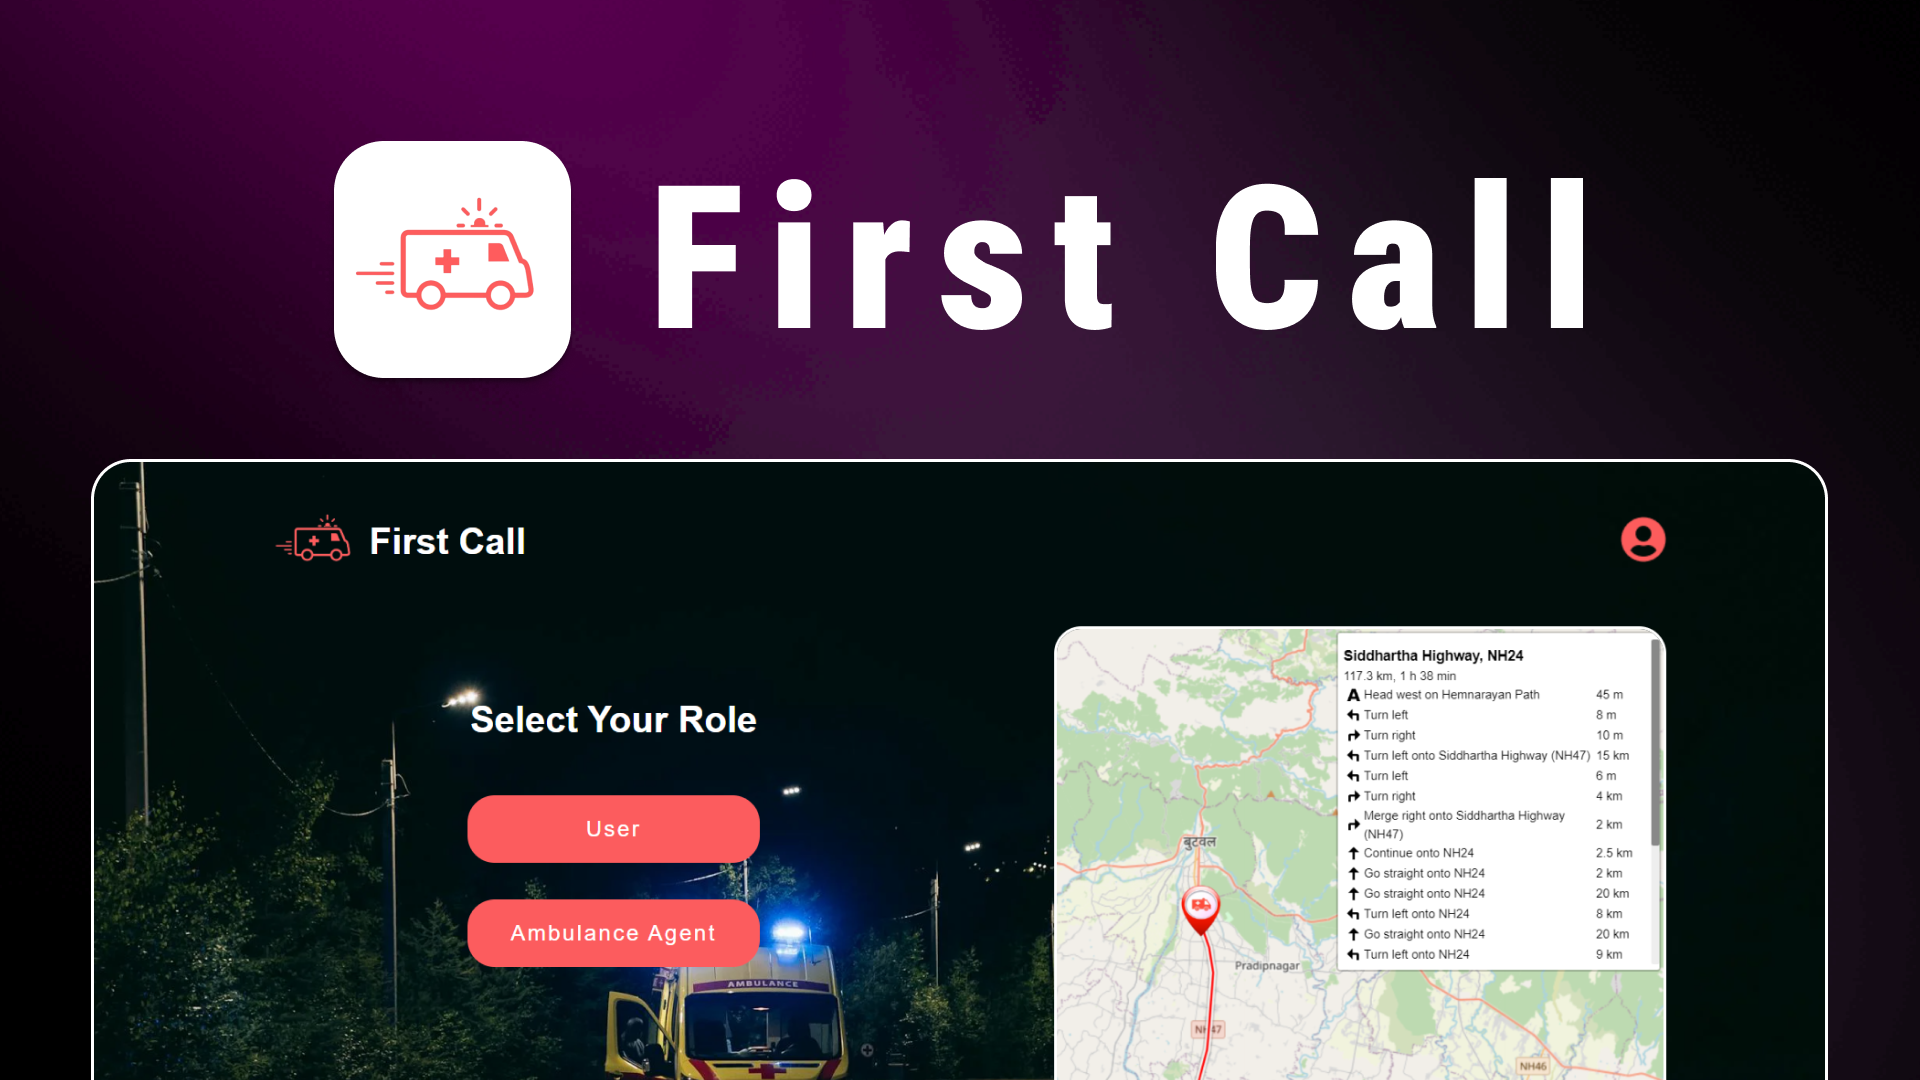 First Call
First Call
Select Your Role
User
Ambulance Agent
AMBULANCE
Siddhartha Highway, NH24
117.3 km, 1 h 38 min
Head west on Hemnarayan Path 45 m
Turn left 8 m
Turn right 10 m
Turn left onto Siddhartha Highway (NH47) 15 km
Turn left 6 m
Turn right 4 km
Merge right onto Siddhartha Highway
(NH47) 2 km
Continue onto NH24 2.5 km
Go straight onto NH24 2 km
Go straight onto NH24 20 km
Turn left onto NH24 8 km
Go straight onto NH24 20 km
Turn left onto NH24 9 km
बुटवल
Pradipnagar
NH47
NH46